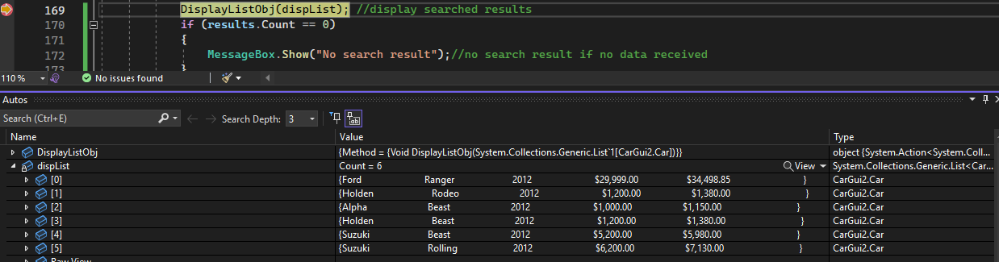 169 DisplayListObj(dispList); //display searched results
170 if (results.Count == 0)
171 {
172 MessageBox.Show("No search result");//no search result if no data received
173 }
110 % No issues found
Autos
Search (Ctrl+E) Search Depth: 3
Name Value Type
DisplayListObj {Method = {Void DisplayListObj(System.Collections.Generic.List`1[CarGui2.Car])}} object {System.Action<System.Coll...
dispList Count = 6 View System.Collections.Generic.List<Car...
[0] {Ford Ranger 2012 $29,999.00 $34,498.85 } CarGui2.Car
[1] {Holden Rodeo 2012 $1,200.00 $1,380.00 } CarGui2.Car
[2] {Alpha Beast 2012 $1,000.00 $1,150.00 } CarGui2.Car
[3] {Holden Beast 2012 $1,200.00 $1,380.00 } CarGui2.Car
[4] {Suzuki Beast 2012 $5,200.00 $5,980.00 } CarGui2.Car
[5] {Suzuki Rolling 2012 $6,200.00 $7,130.00 } CarGui2.Car
Raw View